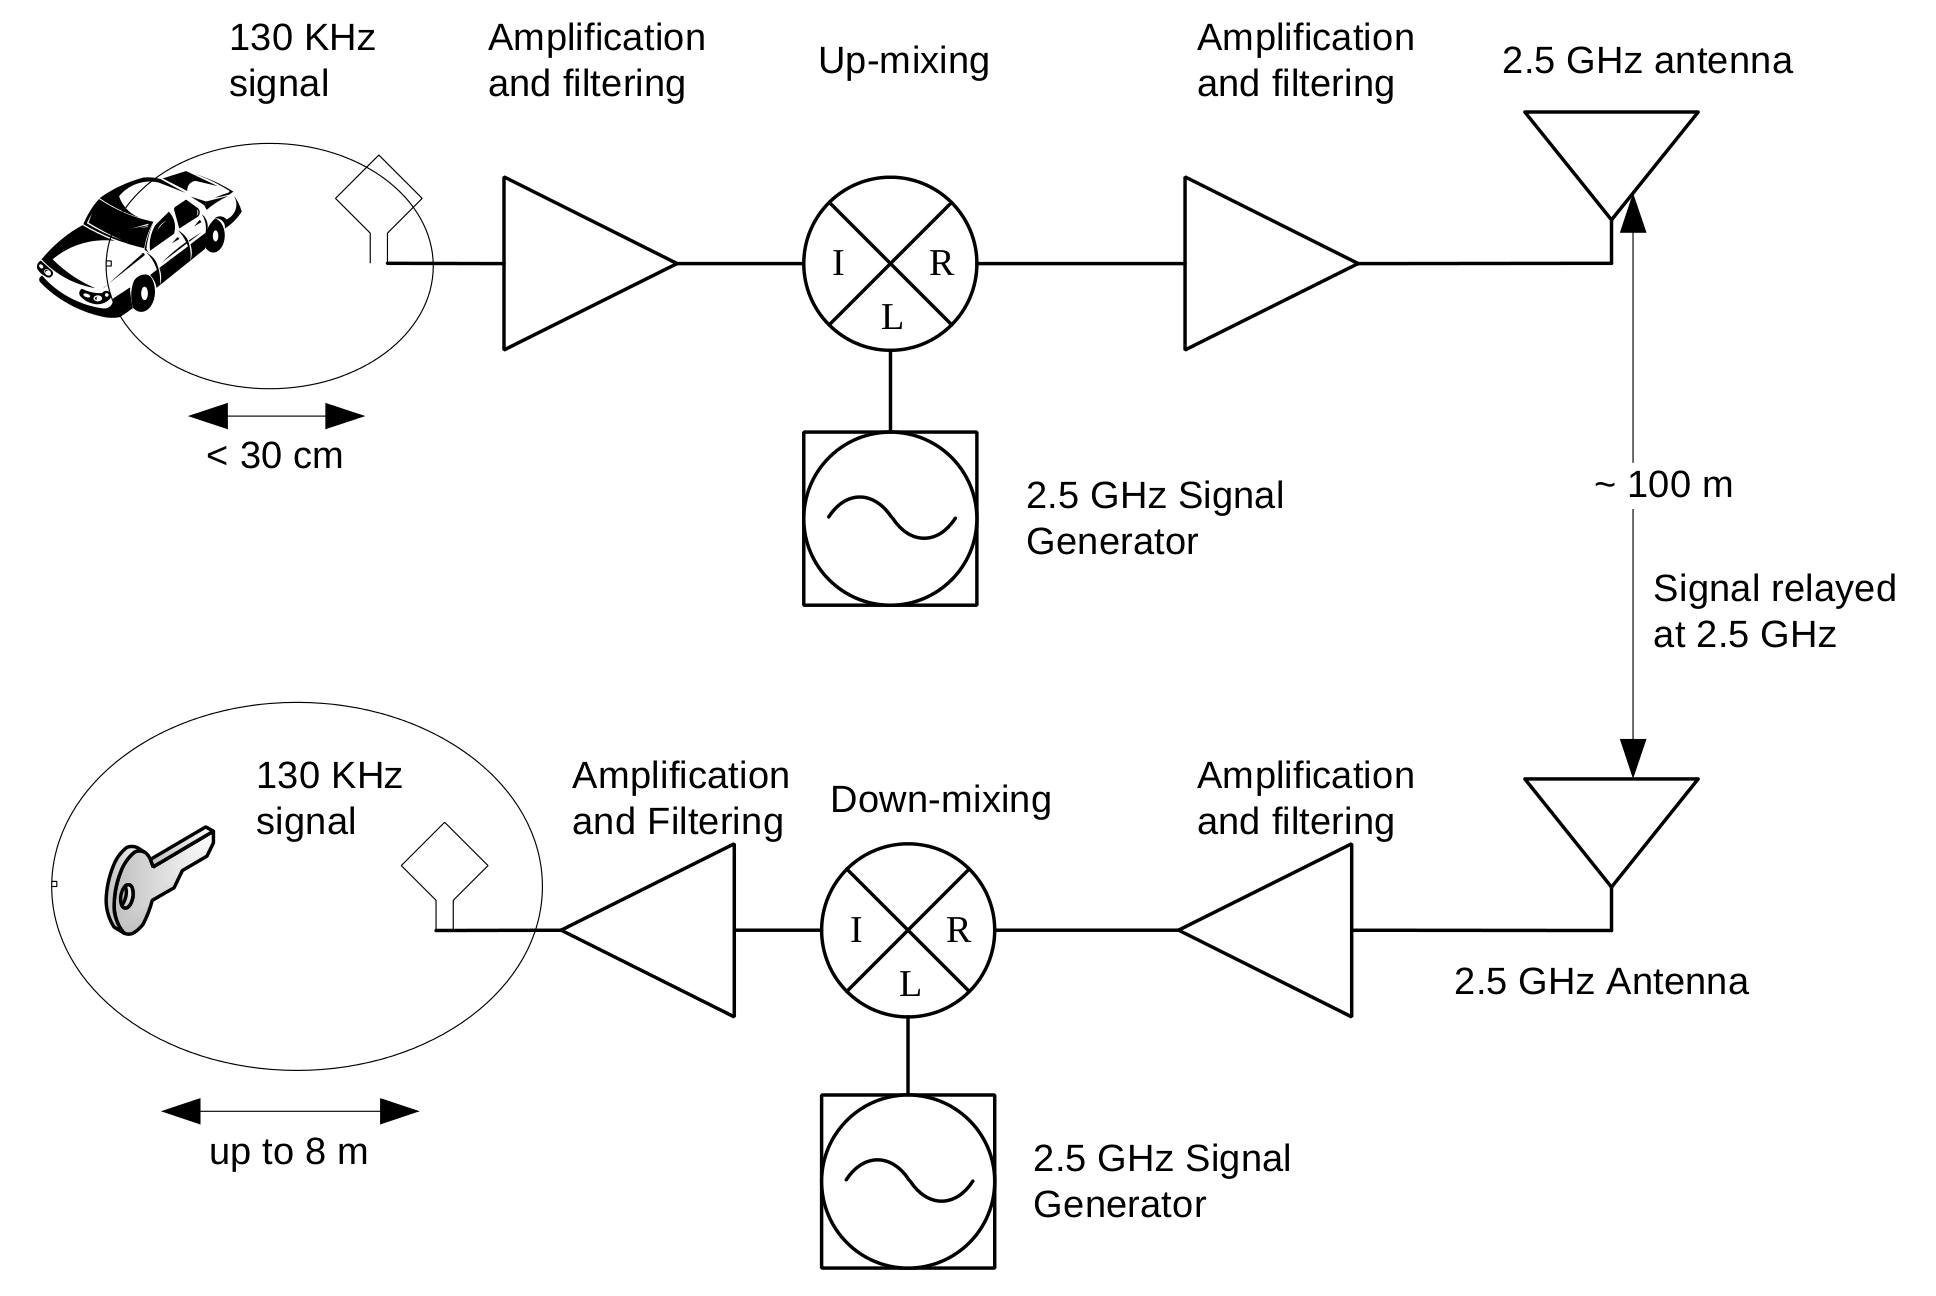 130 KHz
signal
Amplification
and filtering
Up-mixing
Amplification
and filtering
2.5 GHz antenna
I
R
L
< 30 cm
2.5 GHz Signal
Generator
~ 100 m
Signal relayed
at 2.5 GHz
130 KHz
signal
Amplification
and Filtering
Down-mixing
Amplification
and filtering
I
R
L
2.5 GHz Antenna
up to 8 m
2.5 GHz Signal
Generator